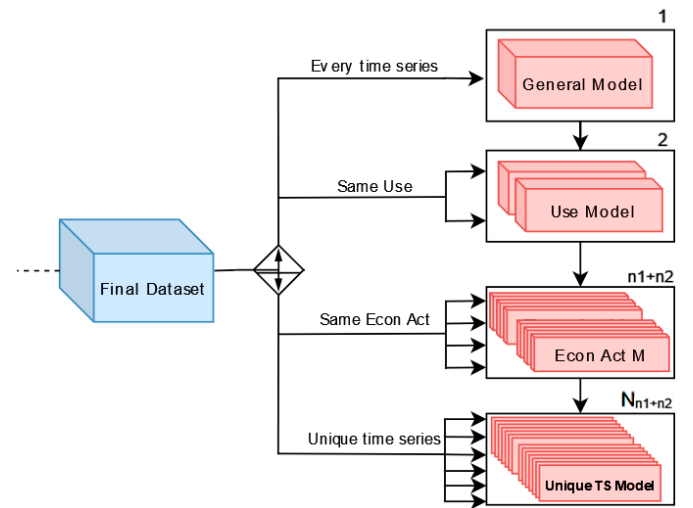 1
Every time series
General Model
2
Same Use
Use Model
Final Dataset
n1+n2
Same Econ Act
Econ Act M
Nn1+n2
Unique time series
Unique TS Model